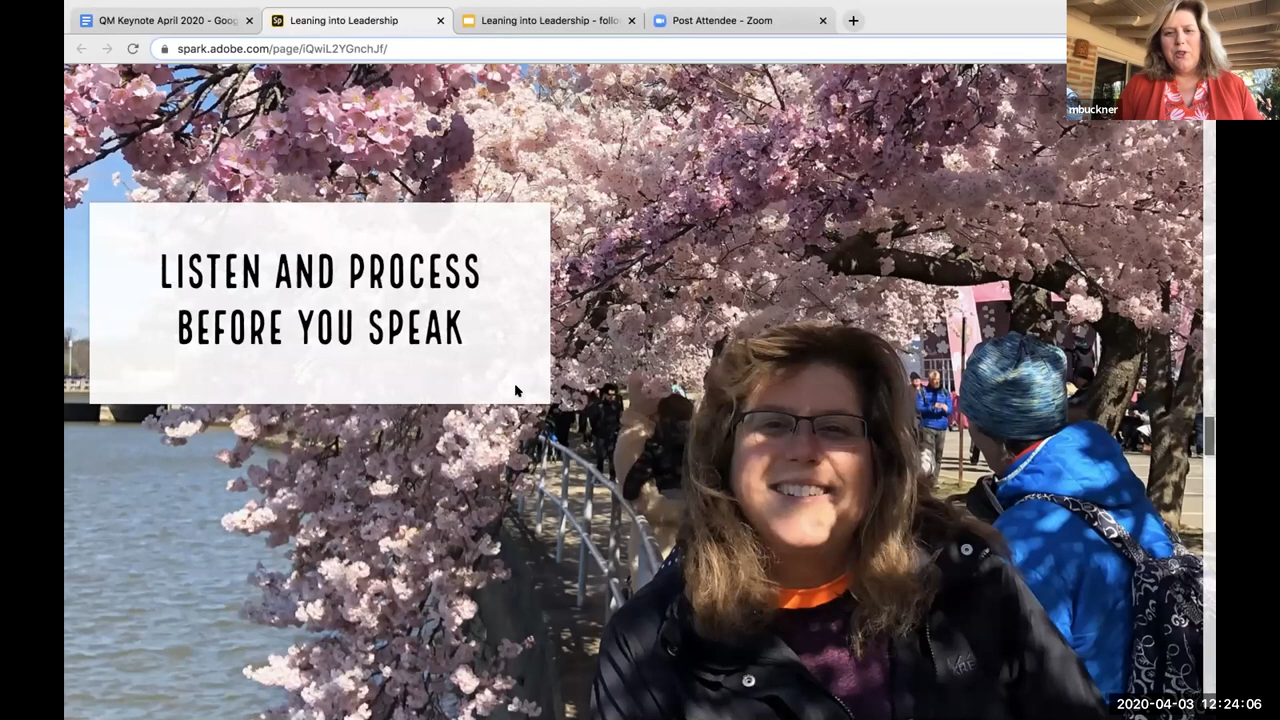 QM Keynote April 2020 - Goog
Leaning into Leadership
Leaning into Leadership - follo
Post Attendee - Zoom
spark.adobe.com/page/iQwiL2YGnchJf/
mbuckner
LISTEN AND PROCESS
BEFORE YOU SPEAK
2020-04-03 12:24:06